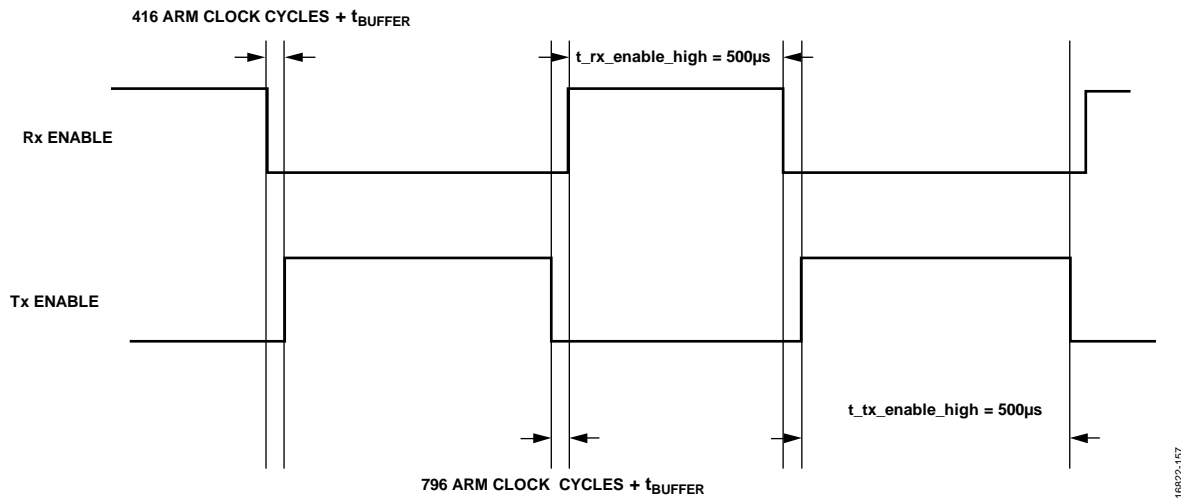 416 ARM CLOCK CYCLES + tBUFFER
t_rx_enable_high = 500µs
Rx ENABLE
Tx ENABLE
t_tx_enable_high = 500µs
796 ARM CLOCK CYCLES + tBUFFER
16822-157